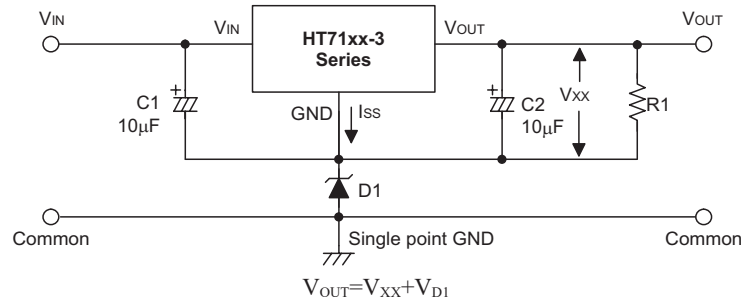 VIN
VOUT
VIN
HT71xx-3
Series
VOUT
C1
10μF
GND
ISS
C2
10μF
VXX
R1
D1
Common
Single point GND
Common
VOUT=VXX+VD1